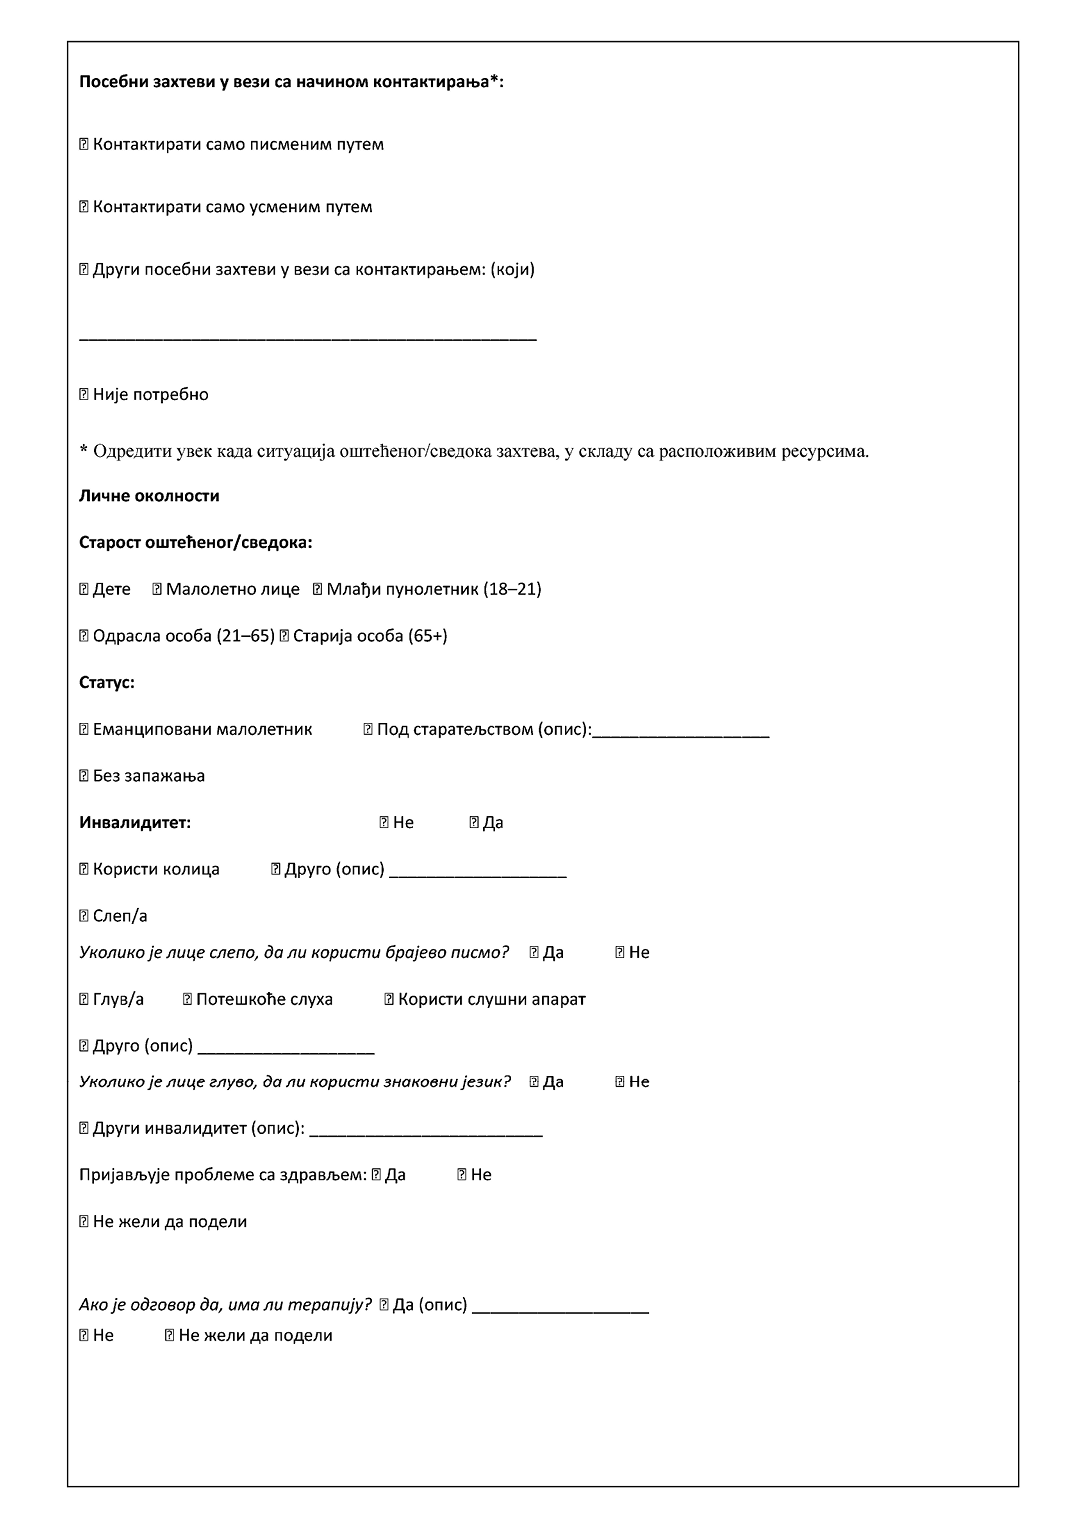 Посебни захтеви у вези са начином контактирања*:
⍰ Контактирати само писменим путем
⍰ Контактирати само усменим путем
⍰ Други посебни захтеви у вези са контактирањем: (који)
_________________________________________________
⍰ Није потребно
* Одредити увек када ситуација оштећеног/сведока захтева, у складу са расположивим ресурсима.
Личне околности
Старост оштећеног/сведока:
⍰ Дете ⍰ Малолетно лице ⍰ Млађи пунолетник (18–21)
⍰ Одрасла особа (21–65) ⍰ Старија особа (65+)
Статус:
⍰ Еманциповани малолетник ⍰ Под старатељством (опис):___________________
⍰ Без запажања
Инвалидитет: ⍰ Не ⍰ Да
⍰ Користи колица ⍰ Друго (опис) ___________________
⍰ Слеп/а
Уколико је лице слепо, да ли користи брајево писмо? ⍰ Да ⍰ Не
⍰ Глув/а ⍰ Потешкоће слуха ⍰ Користи слушни апарат
⍰ Друго (опис) ___________________
Уколико је лице глуво, да ли користи знаковни језик? ⍰ Да ⍰ Не
⍰ Други инвалидитет (опис): _________________________
Пријављује проблеме са здрављем: ⍰ Да ⍰ Не
⍰ Не жели да подели
Ако је одговор да, има ли терапију? ⍰ Да (опис) ___________________
⍰ Не ⍰ Не жели да подели